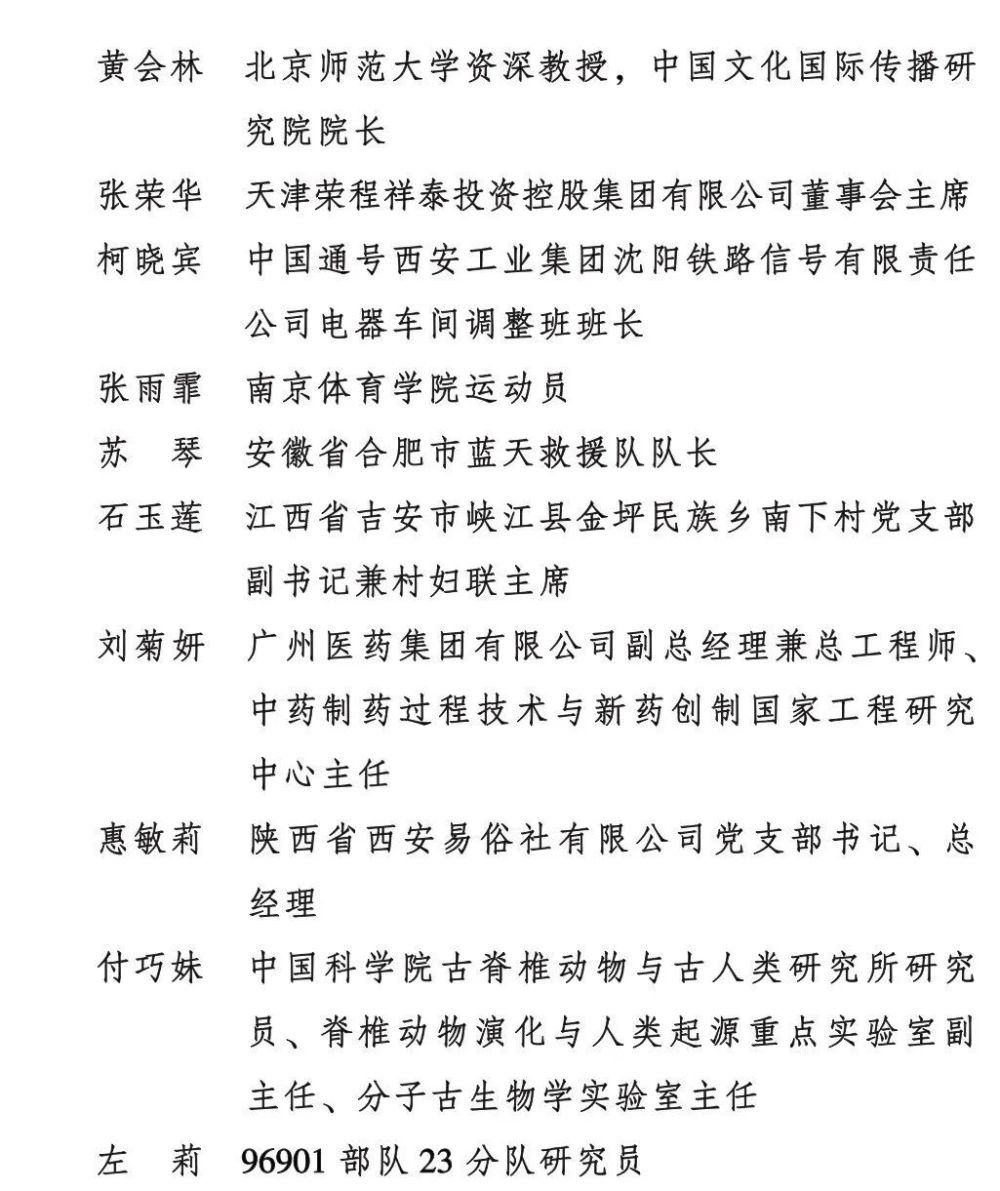 黄会林 北京师范大学资深教授，中国文化国际传播研
究院院长
张荣华 天津荣程祥泰投资控股集团有限公司董事会主席
柯晓宾 中国通号西安工业集团沈阳铁路信号有限责任
公司电器车间调整班班长
张雨霏 南京体育学院运动员
苏　琴 安徽省合肥市蓝天救援队队长
石玉莲 江西省吉安市峡江县金坪民族乡南下村党支部
副书记兼村妇联主席
刘菊妍 广州医药集团有限公司副总经理兼总工程师、
中药制药过程技术与新药创制国家工程研究
中心主任
惠敏莉 陕西省西安易俗社有限公司党支部书记、总
经理
付巧妹 中国科学院古脊椎动物与古人类研究所研究
员、脊椎动物演化与人类起源重点实验室副
主任、分子古生物学实验室主任
左　莉 96901 部队 23 分队研究员